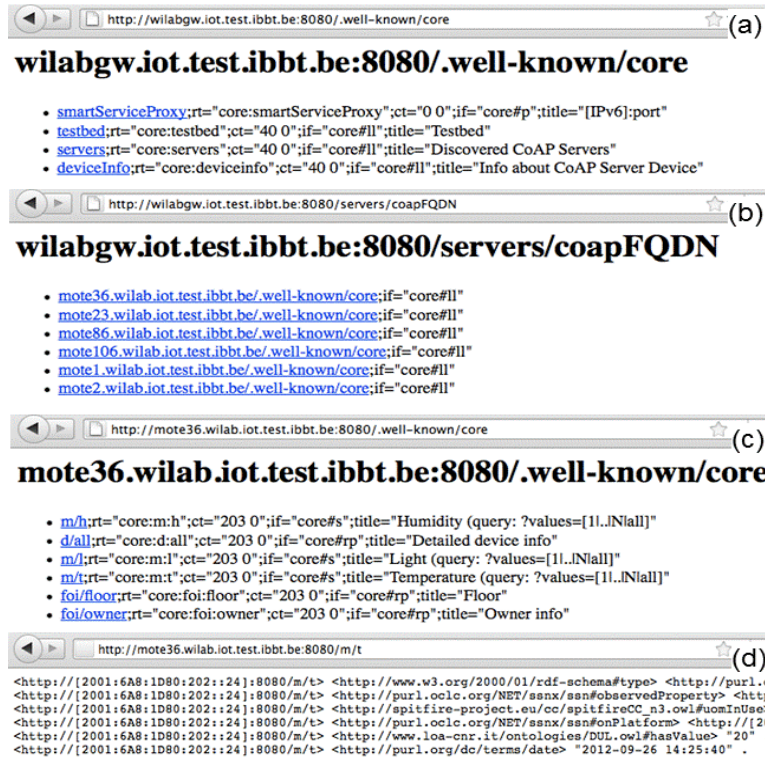 http://wilabgw.iot.test.ibbt.be:8080/.well-known/core
(a)
wilabgw.iot.test.ibbt.be:8080/.well-known/core
• smartServiceProxy;rt="core:smartServiceProxy";ct="0 0";if="core#p";title="[IPv6]:port"
• testbed;rt="core:testbed";ct="40 0";if="core#ll";title="Testbed"
• servers;rt="core:servers";ct="40 0";if="core#ll";title="Discovered CoAP Servers"
• deviceInfo;rt="core:deviceinfo";ct="40 0";if="core#ll";title="Info about CoAP Server Device"
http://wilabgw.iot.test.ibbt.be:8080/servers/coapFQDN
(b)
wilabgw.iot.test.ibbt.be:8080/servers/coapFQDN
• mote36.wilab.iot.test.ibbt.be/.well-known/core;if="core#ll"
• mote23.wilab.iot.test.ibbt.be/.well-known/core;if="core#ll"
• mote86.wilab.iot.test.ibbt.be/.well-known/core;if="core#ll"
• mote106.wilab.iot.test.ibbt.be/.well-known/core;if="core#ll"
• mote1.wilab.iot.test.ibbt.be/.well-known/core;if="core#ll"
• mote2.wilab.iot.test.ibbt.be/.well-known/core;if="core#ll"
http://mote36.wilab.iot.test.ibbt.be:8080/.well-known/core
(c)
mote36.wilab.iot.test.ibbt.be:8080/.well-known/core
• m/h;rt="core:m:h";ct="203 0";if="core#s";title="Humidity (query: ?values=[1|..|N|all]"
• d/all;rt="core:d:all";ct="203 0";if="core#rp";title="Detailed device info"
• m/l;rt="core:m:l";ct="203 0";if="core#s";title="Light (query: ?values=[1|..|N|all]"
• m/t;rt="core:m:t";ct="203 0";if="core#s";title="Temperature (query: ?values=[1|..|N|all]"
• foi/floor;rt="core:foi:floor";ct="203 0";if="core#rp";title="Floor"
• foi/owner;rt="core:foi:owner";ct="203 0";if="core#rp";title="Owner info"
http://mote36.wilab.iot.test.ibbt.be:8080/m/t
(d)
<http://[2001:6A8:1D80:202::24]:8080/m/t> <http://www.w3.org/2000/01/rdf-schema#type> <http://purl.
<http://[2001:6A8:1D80:202::24]:8080/m/t> <http://purl.oclc.org/NET/ssnx/ssn#observedProperty> <http
<http://[2001:6A8:1D80:202::24]:8080/m/t> <http://spitfire-project.eu/cc/spitfireCC_n3.owl#uomInUse>
<http://[2001:6A8:1D80:202::24]:8080/m/t> <http://purl.oclc.org/NET/ssnx/ssn#onPlatform> <http://[20
<http://[2001:6A8:1D80:202::24]:8080/m/t> <http://www.loa-cnr.it/ontologies/DUL.owl#hasValue> "20"
<http://[2001:6A8:1D80:202::24]:8080/m/t> <http://purl.org/dc/terms/date> "2012-09-26 14:25:40" .